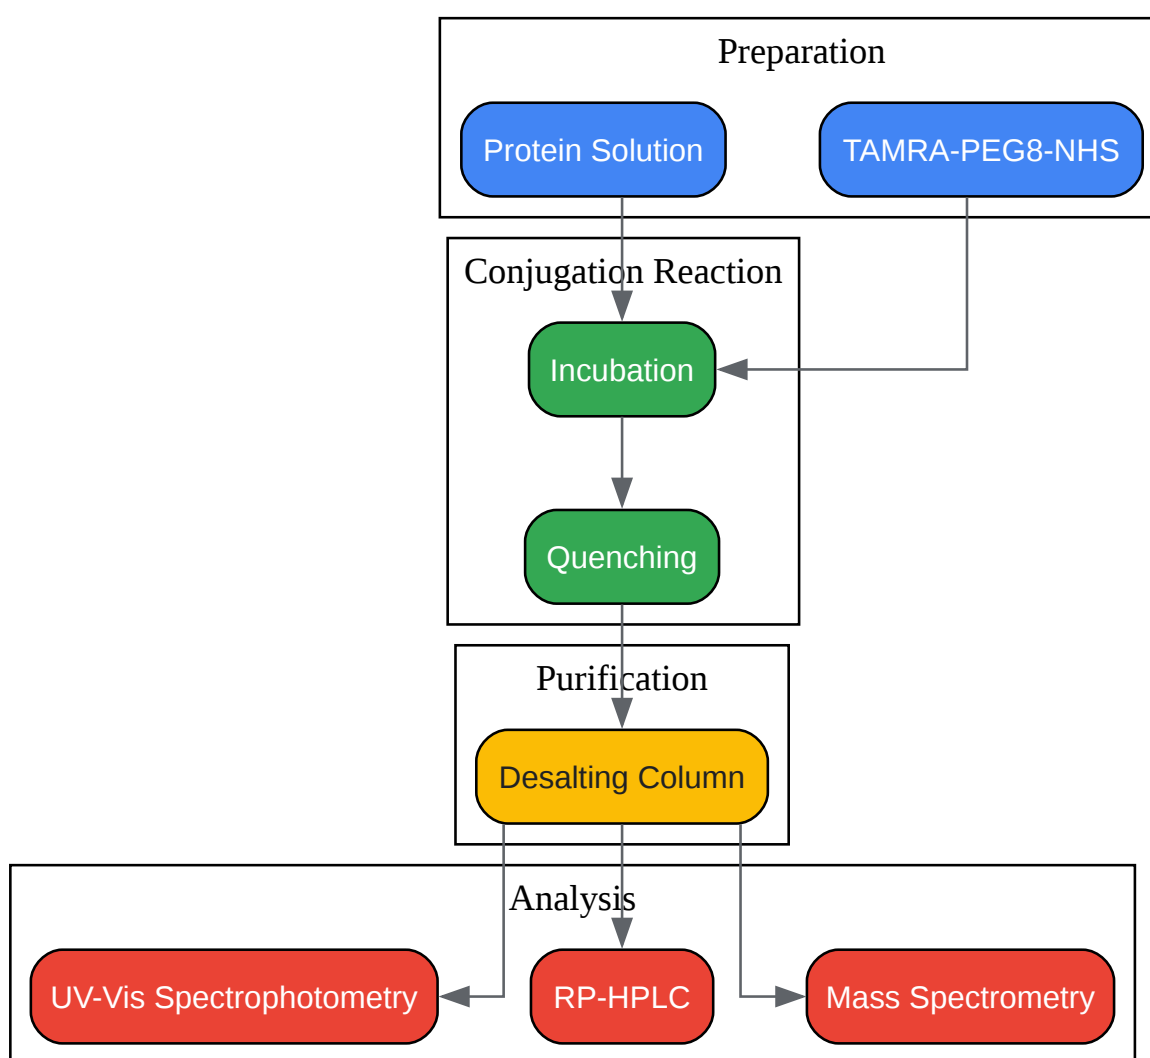 Preparation
Protein Solution
TAMRA-PEG8-NHS
Conjugation Reaction
Incubation
Quenching
Purification
Desalting Column
Analysis
UV-Vis Spectrophotometry
RP-HPLC
Mass Spectrometry